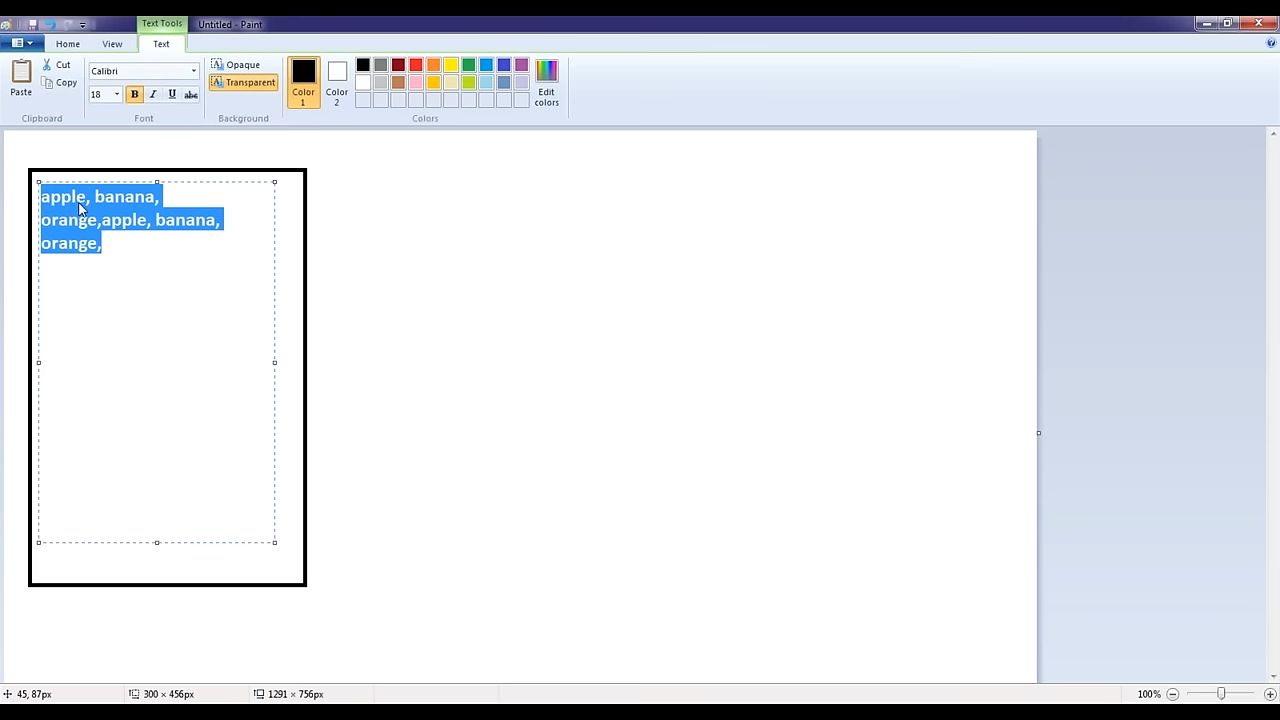 Text Tools
Untitled - Paint
Home
View
Text
Paste
Cut
Copy
Clipboard
Calibri
18
B I U abc
Font
Opaque
Transparent
Background
Color 1
Color 2
Edit colors
Colors
apple, banana,
orange,apple, banana,
orange,
45, 87px
300 × 456px
1291 × 756px
100%